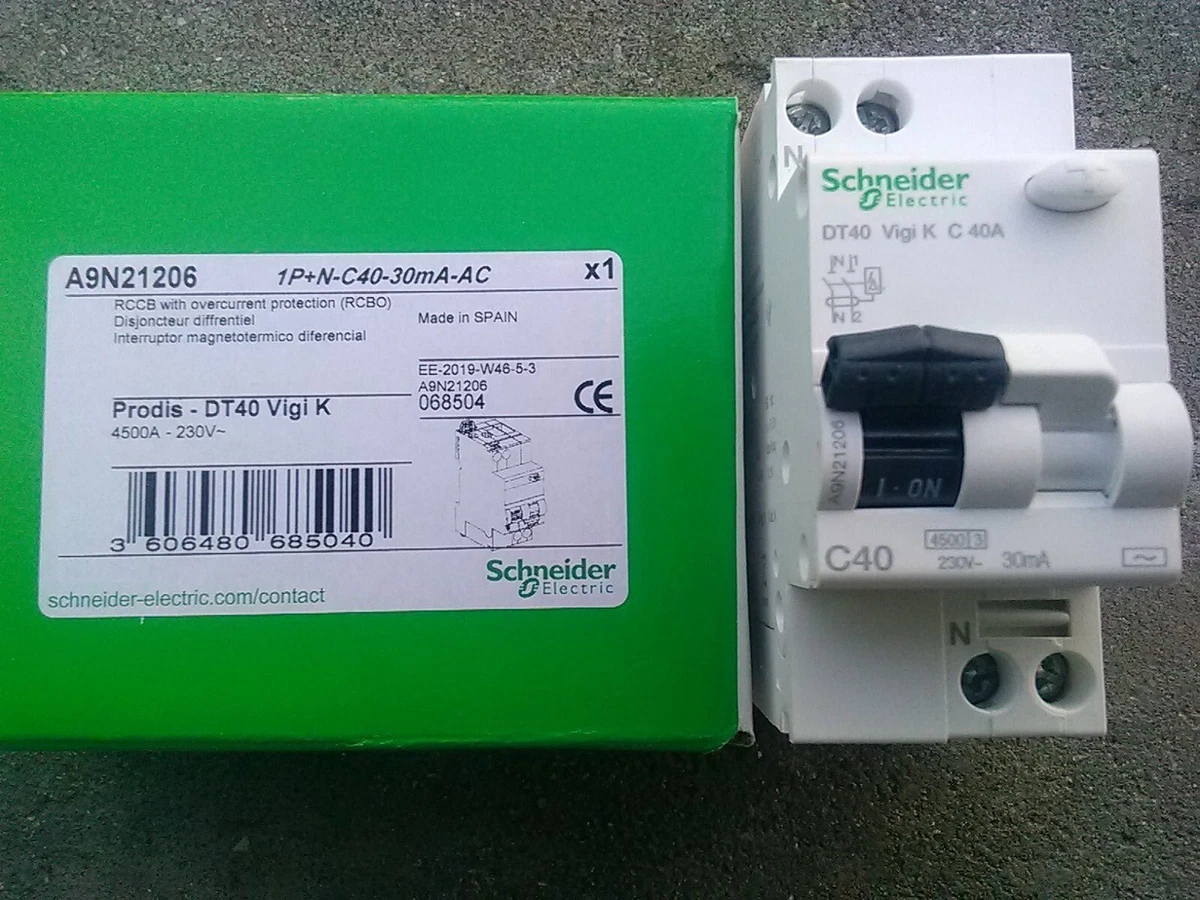 A9N21206
1P+N-C40-30mA-AC
x1
RCCB with overcurrent protection (RCBO)
Disjoncteur diffrentiel
Interruptor magnetotermico diferencial
Made in SPAIN
EE-2019-W46-5-3
A9N21206
068504
CE
Prodis - DT40 Vigi K
4500A - 230V~
3 606480 685040
Schneider
Electric
schneider-electric.com/contact
N
Schneider
Electric
DT40 Vigi K C 40A
N 1
N 2
A9N21206
I·ON
C40
4500 3
230V~
30mA
N